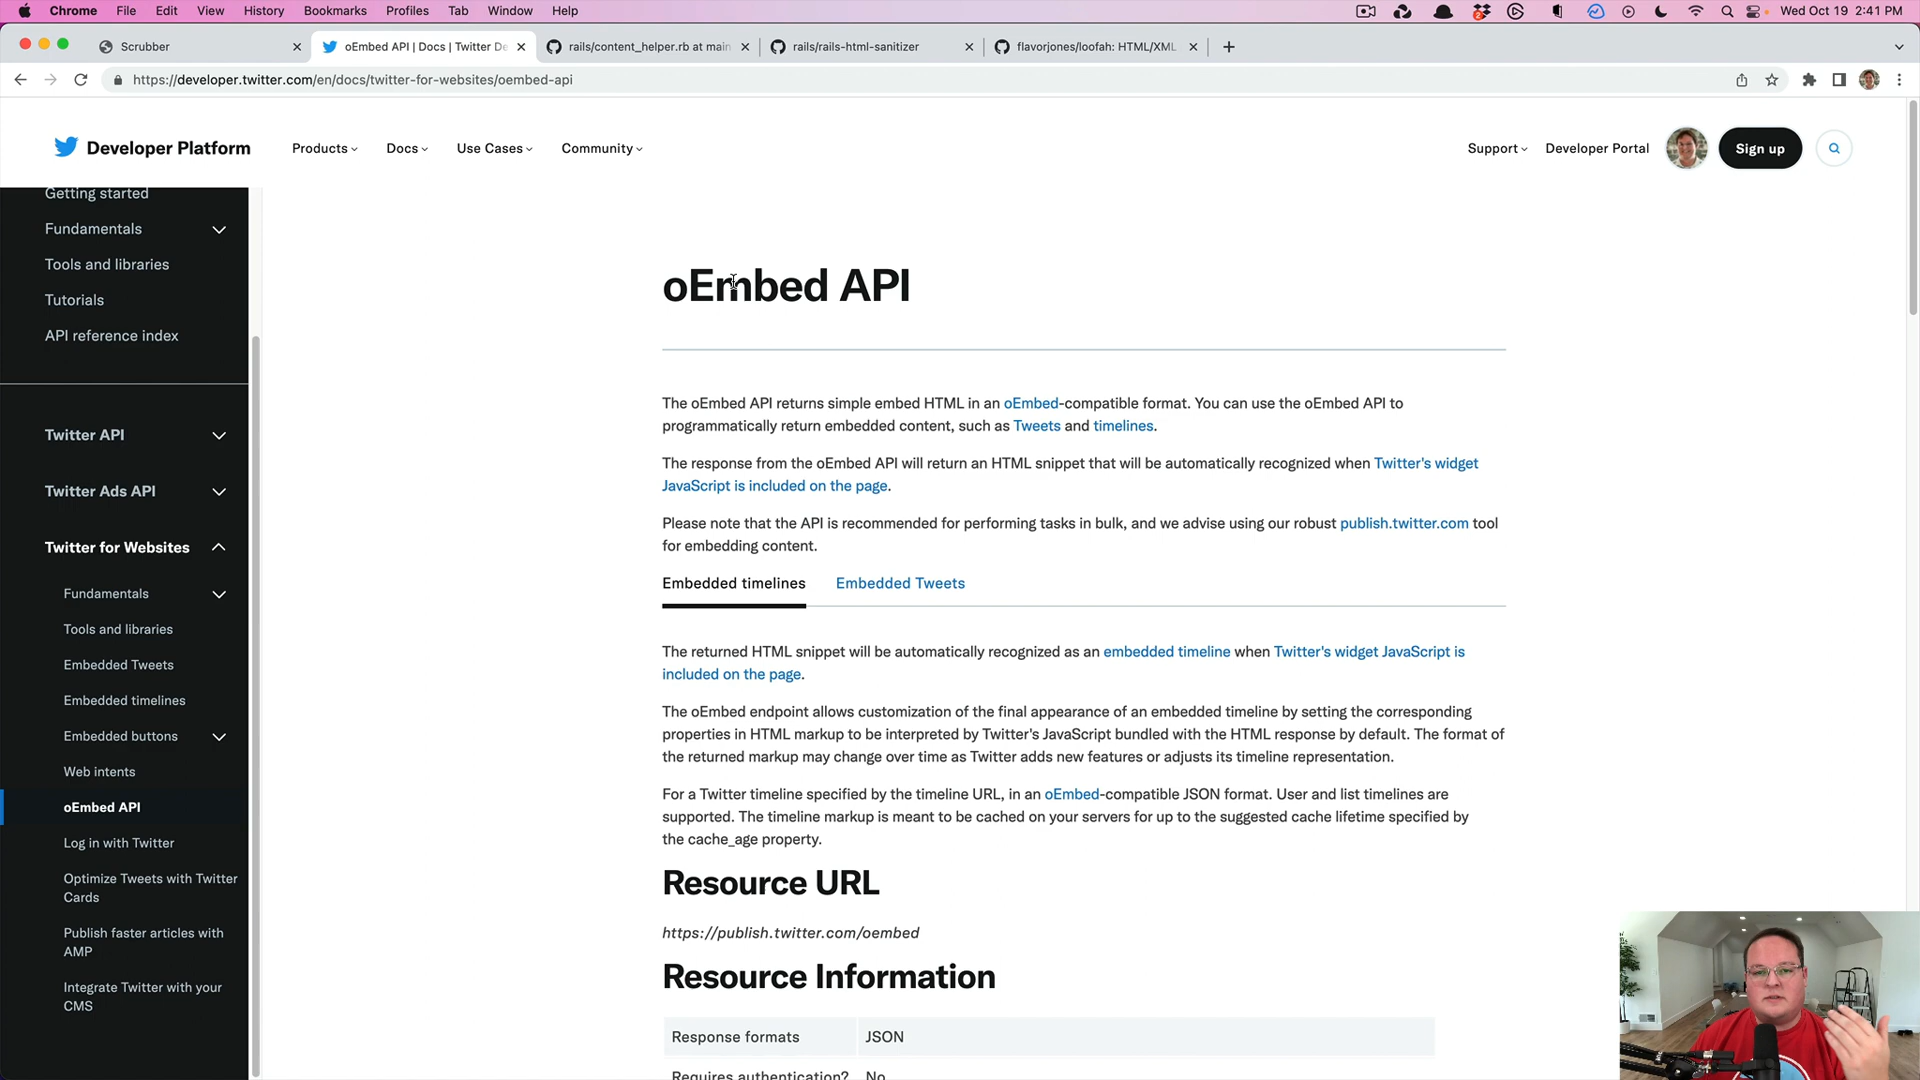 Chrome File Edit View History Bookmarks Profiles Tab Window Help Wed Oct 19 2:41 PM
Scrubber oEmbed API | Docs | Twitter De rails/content_helper.rb at main rails/rails-html-sanitizer flavorjones/loofah: HTML/XML
https://developer.twitter.com/en/docs/twitter-for-websites/oembed-api
Developer Platform Products Docs Use Cases Community Support Developer Portal Sign up
Getting started
Fundamentals
Tools and libraries
Tutorials
API reference index
Twitter API
Twitter Ads API
Twitter for Websites
Fundamentals
Tools and libraries
Embedded Tweets
Embedded timelines
Embedded buttons
Web intents
oEmbed API
Log in with Twitter
Optimize Tweets with Twitter
Cards
Publish faster articles with
AMP
Integrate Twitter with your
CMS
oEmbed API
The oEmbed API returns simple embed HTML in an oEmbed-compatible format. You can use the oEmbed API to
programmatically return embedded content, such as Tweets and timelines.
The response from the oEmbed API will return an HTML snippet that will be automatically recognized when Twitter's widget
JavaScript is included on the page.
Please note that the API is recommended for performing tasks in bulk, and we advise using our robust publish.twitter.com tool
for embedding content.
Embedded timelines Embedded Tweets
The returned HTML snippet will be automatically recognized as an embedded timeline when Twitter's widget JavaScript is
included on the page.
The oEmbed endpoint allows customization of the final appearance of an embedded timeline by setting the corresponding
properties in HTML markup to be interpreted by Twitter's JavaScript bundled with the HTML response by default. The format of
the returned markup may change over time as Twitter adds new features or adjusts its timeline representation.
For a Twitter timeline specified by the timeline URL, in an oEmbed-compatible JSON format. User and list timelines are
supported. The timeline markup is meant to be cached on your servers for up to the suggested cache lifetime specified by
the cache_age property.
Resource URL
https://publish.twitter.com/oembed
Resource Information
Response formats JSON
Requires authentication? No